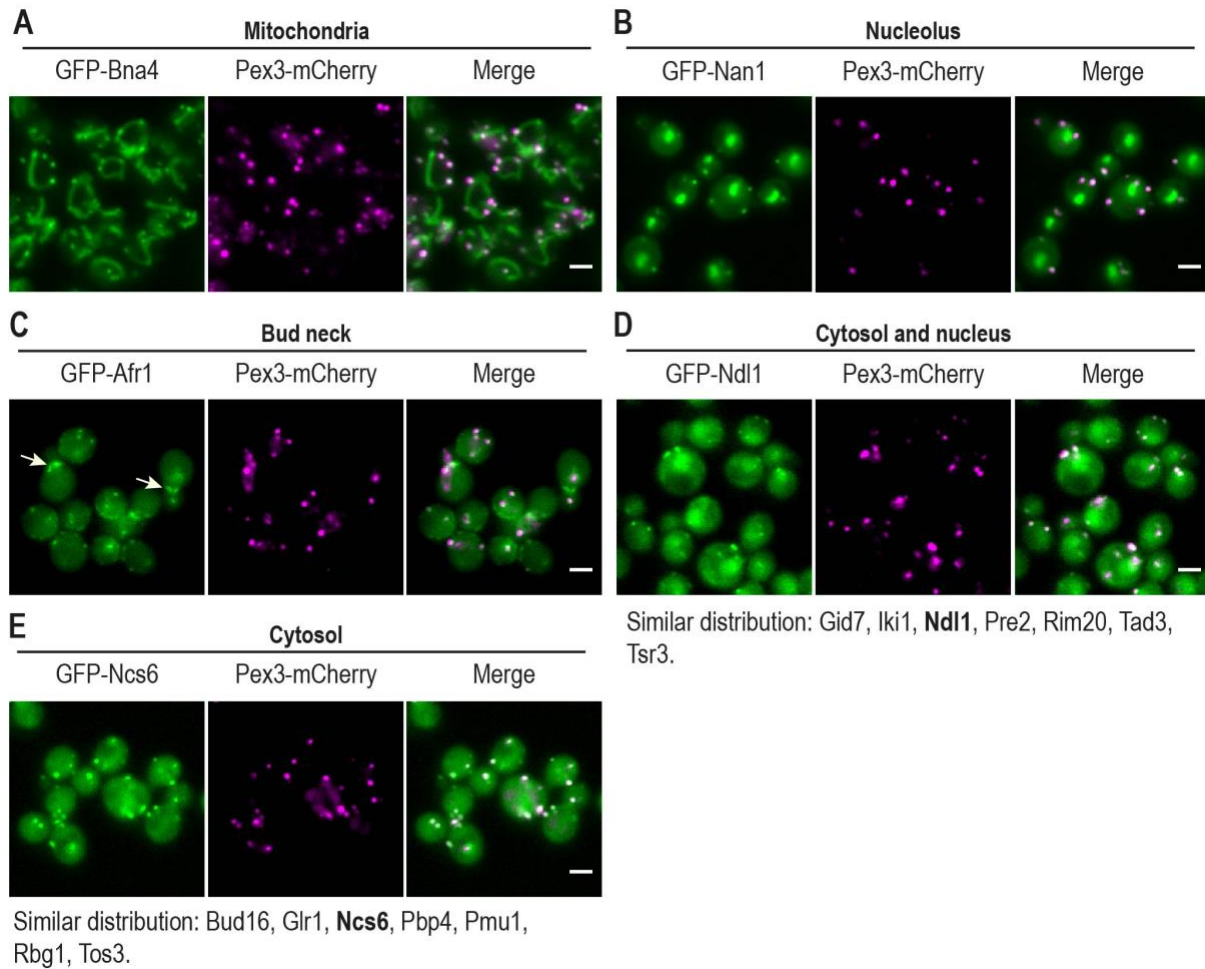 A
Mitochondria
GFP-Bna4 Pex3-mCherry Merge
B
Nucleolus
GFP-Nan1 Pex3-mCherry Merge
C
Bud neck
GFP-Afr1 Pex3-mCherry Merge
D
Cytosol and nucleus
GFP-Ndl1 Pex3-mCherry Merge
Similar distribution: Gid7, Iki1, Ndl1, Pre2, Rim20, Tad3,
Tsr3.
E
Cytosol
GFP-Ncs6 Pex3-mCherry Merge
Similar distribution: Bud16, Glr1, Ncs6, Pbp4, Pmu1,
Rbg1, Tos3.